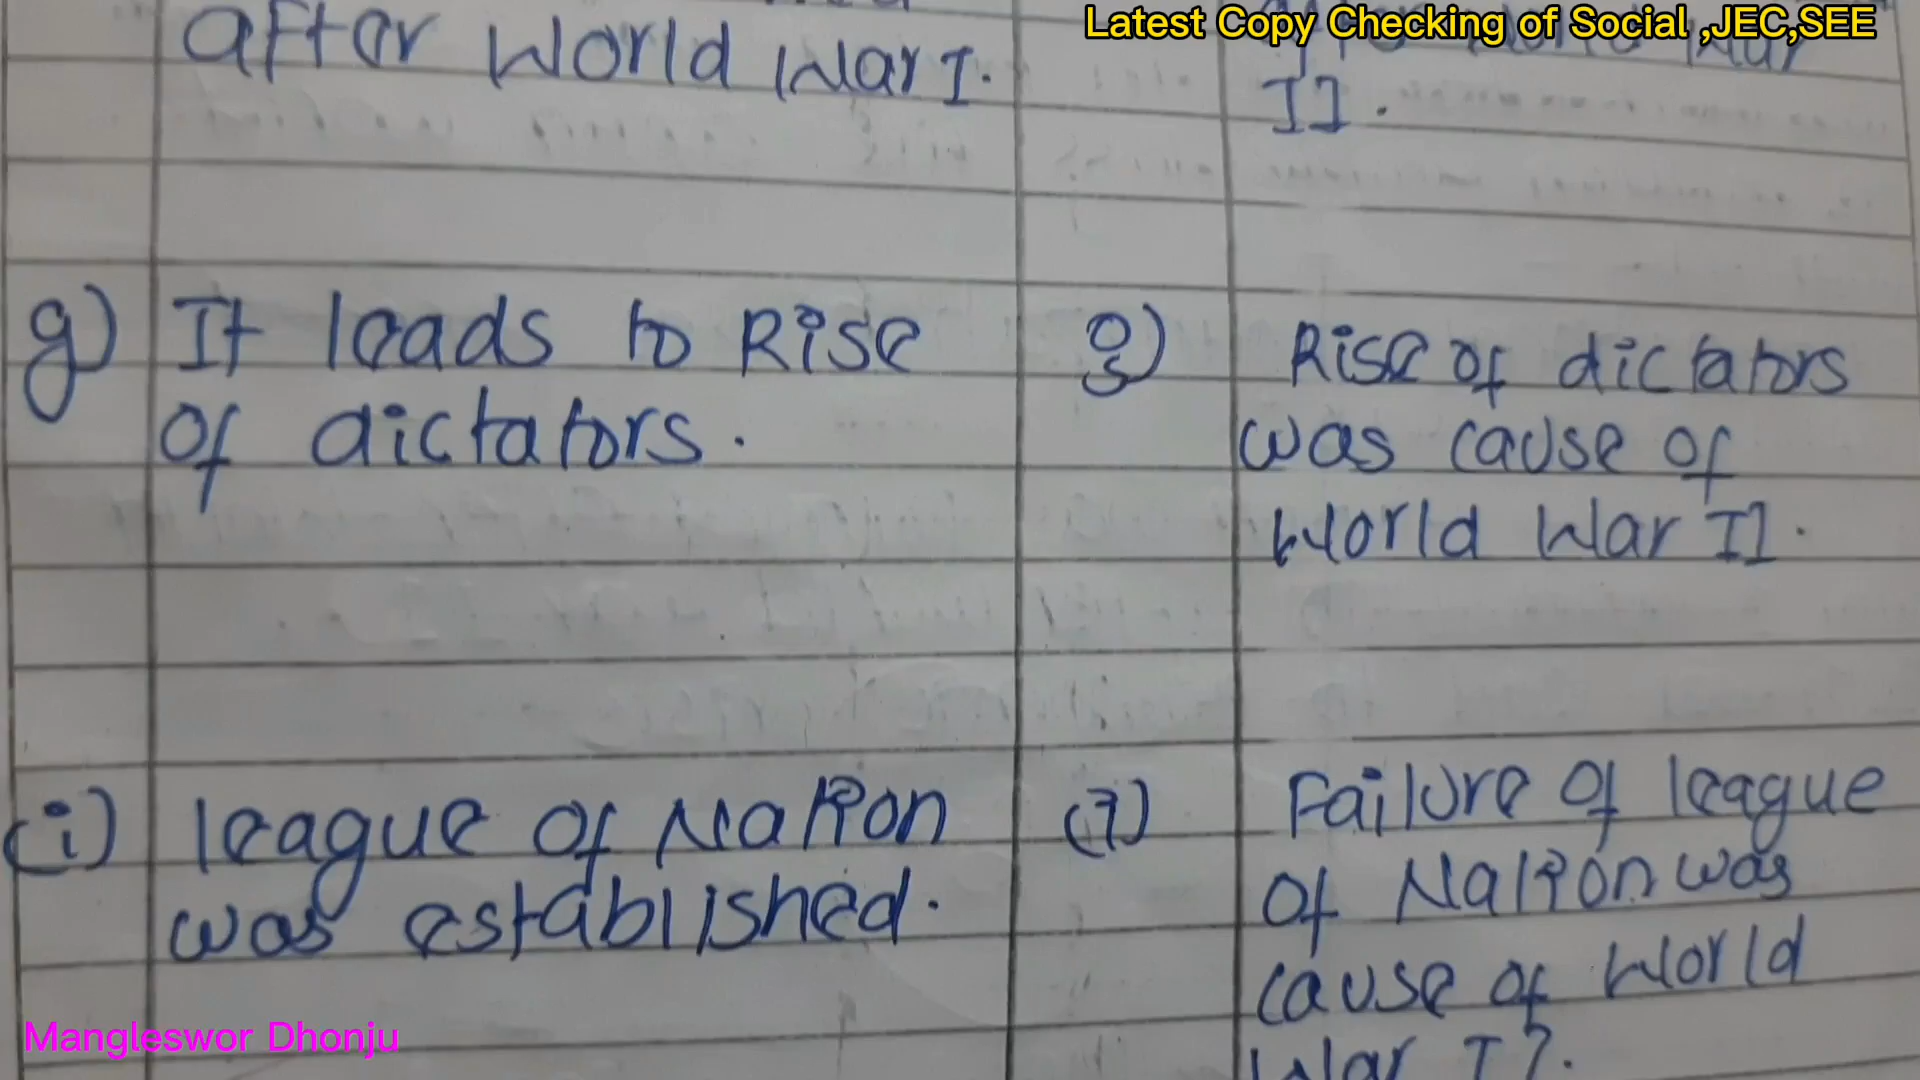 Latest Copy Checking of Social ,JEC,SEE
after World War I.
II.
g) It leads to Rise
of dictators.
g) Rise of dictators
was cause of
World War II.
(i) league of Nation
was established.
(i) Failure of league
of Nation was
cause of World
War II.
Mangleswor Dhonju